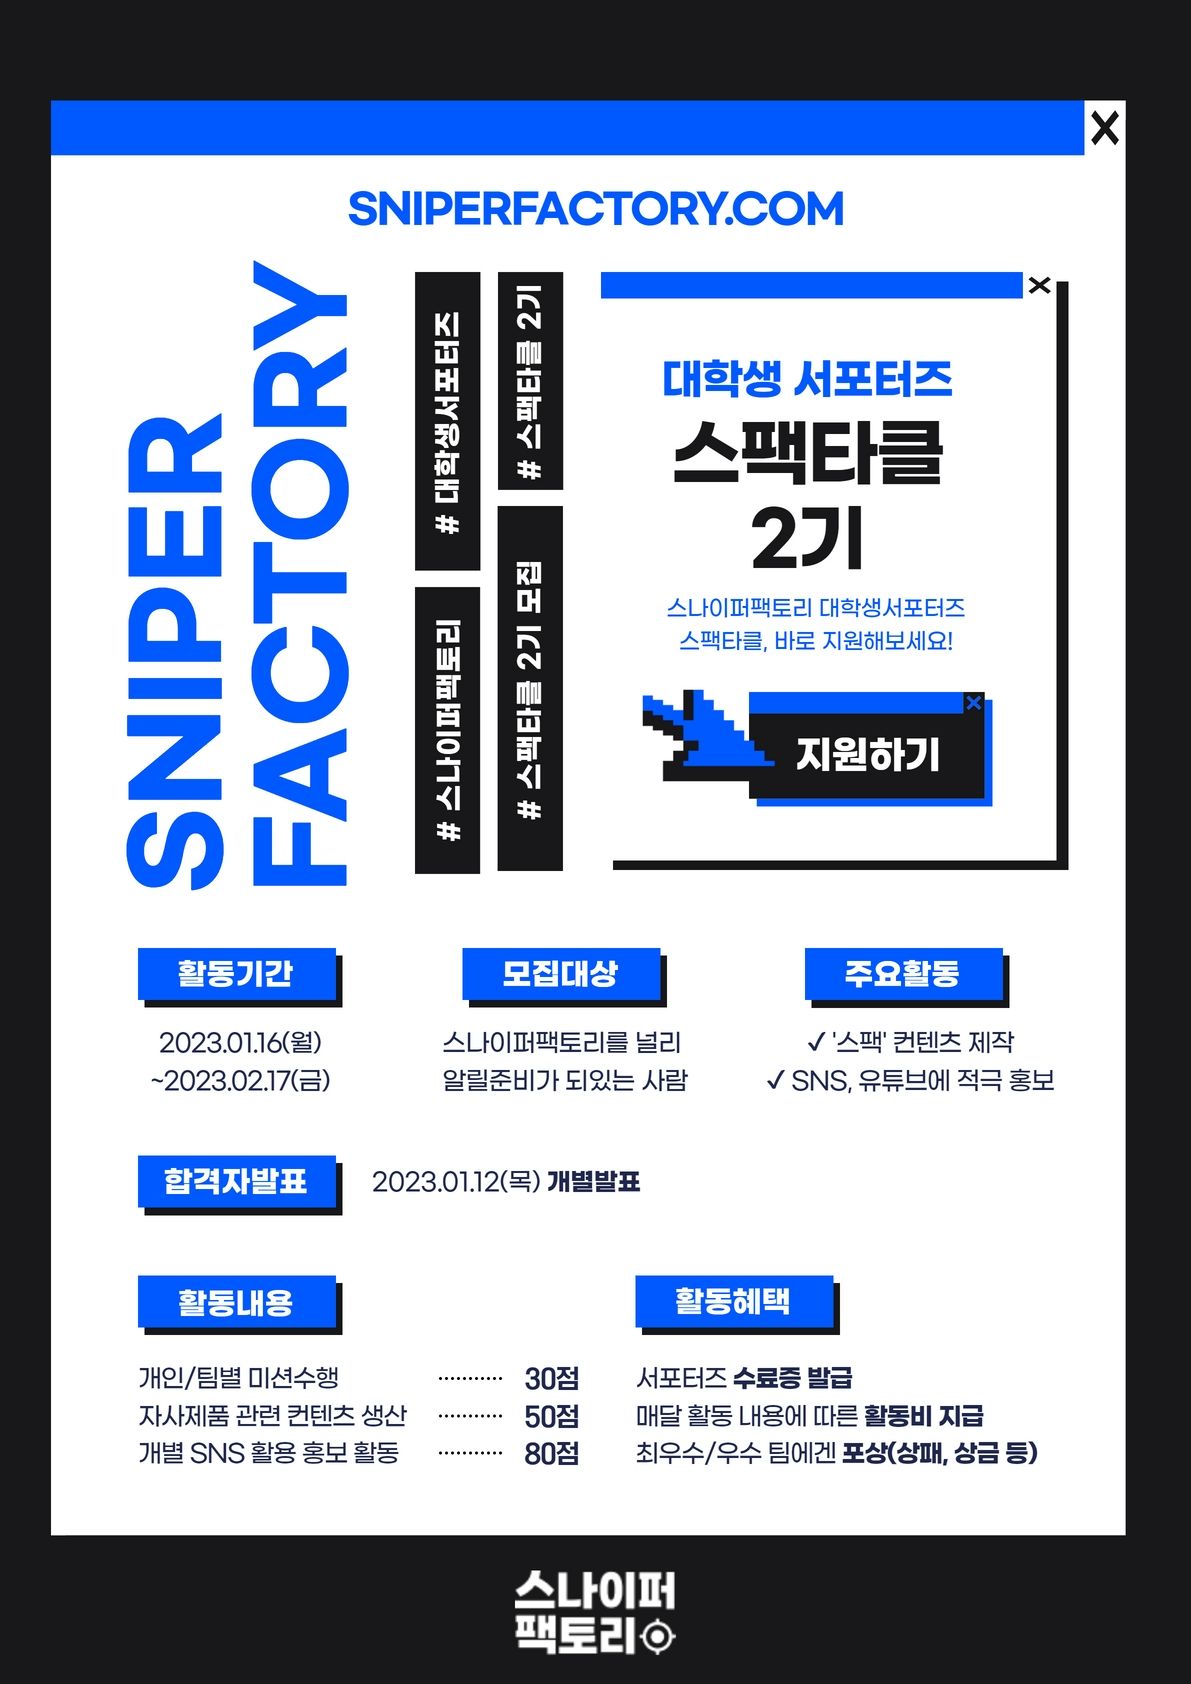 X
SNIPERFACTORY.COM
SNIPER
FACTORY
# 대학생서포터즈
# 스팩타클 2기
# 스나이퍼팩토리
# 스팩타클 2기 모집
X
대학생 서포터즈
스팩타클
2기
스나이퍼팩토리 대학생서포터즈
스팩타클, 바로 지원해보세요!
X
지원하기
활동기간
2023.01.16(월)
~2023.02.17(금)
모집대상
스나이퍼팩토리를 널리
알릴준비가 되있는 사람
주요활동
✓ '스팩' 컨텐츠 제작
✓ SNS, 유튜브에 적극 홍보
합격자발표
2023.01.12(목) 개별발표
활동내용
개인/팀별 미션수행 ·········· 30점
자사제품 관련 컨텐츠 생산 ·········· 50점
개별 SNS 활용 홍보 활동 ·········· 80점
활동혜택
서포터즈 수료증 발급
매달 활동 내용에 따른 활동비 지급
최우수/우수 팀에겐 포상(상패, 상금 등)
스나이퍼
팩토리